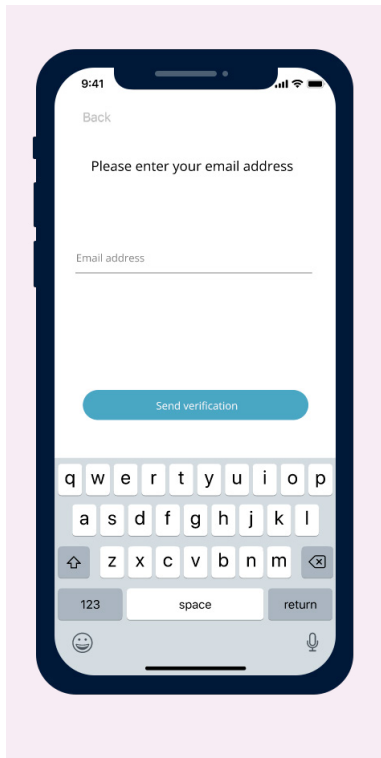 9:41
Back
Please enter your email address
Email address
Send verification
q w e r t y u i o p
a s d f g h j k l
z x c v b n m
123 space return